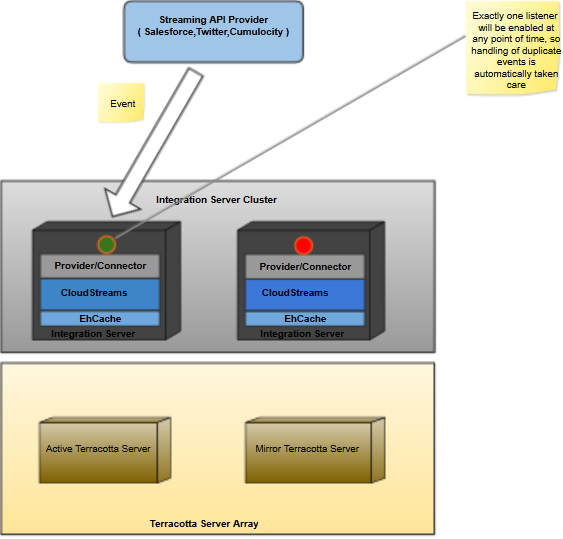 Streaming API Provider
( Salesforce,Twitter,Cumulocity )
Exactly one listener
will be enabled at
any point of time, so
handling of duplicate
events is
automatically taken
care
Event
Integration Server Cluster
Provider/Connector
CloudStreams
EhCache
Integration Server
Provider/Connector
CloudStreams
EhCache
Integration Server
Active Terracotta Server
Mirror Terracotta Server
Terracotta Server Array